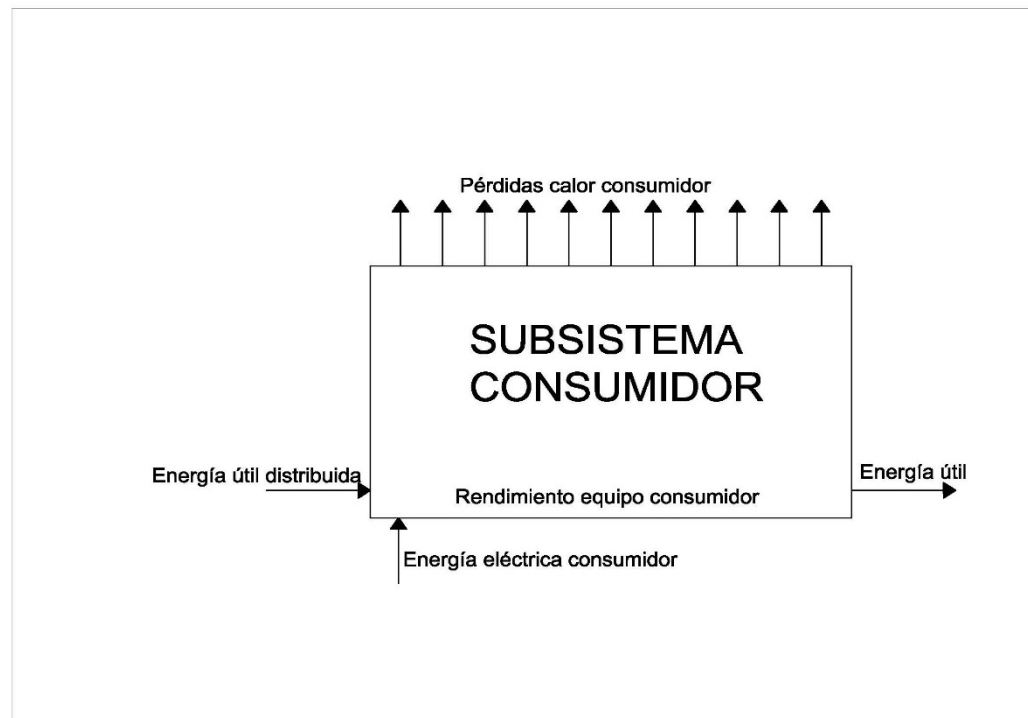 Pérdidas calor consumidor
SUBSISTEMA
CONSUMIDOR
Energía útil distribuida
Energía útil
Rendimiento equipo consumidor
Energía eléctrica consumidor